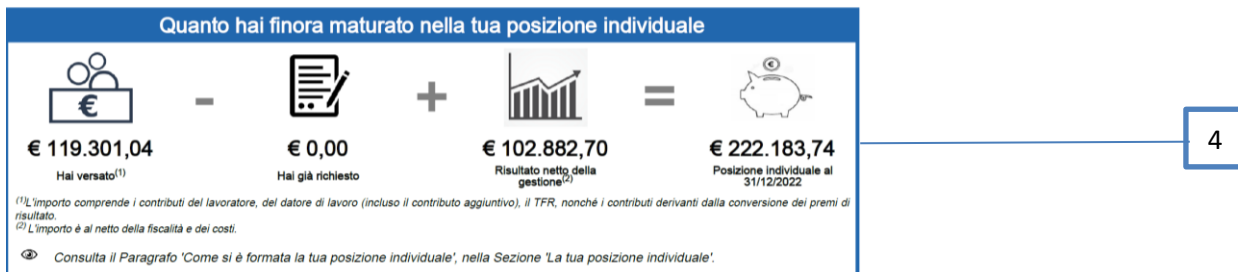 Quanto hai finora maturato nella tua posizione individuale
€
€
-
+
=
€ 119.301,04
€ 0,00
€ 102.882,70
€ 222.183,74
Hai versato(1)
Hai già richiesto
Risultato netto della
gestione(2)
Posizione individuale al
31/12/2022
4
(1)L'importo comprende i contributi del lavoratore, del datore di lavoro (incluso il contributo aggiuntivo), il TFR, nonché i contributi derivanti dalla conversione dei premi di
risultato.
(2) L'importo è al netto della fiscalità e dei costi.
Consulta il Paragrafo 'Come si è formata la tua posizione individuale', nella Sezione 'La tua posizione individuale'.